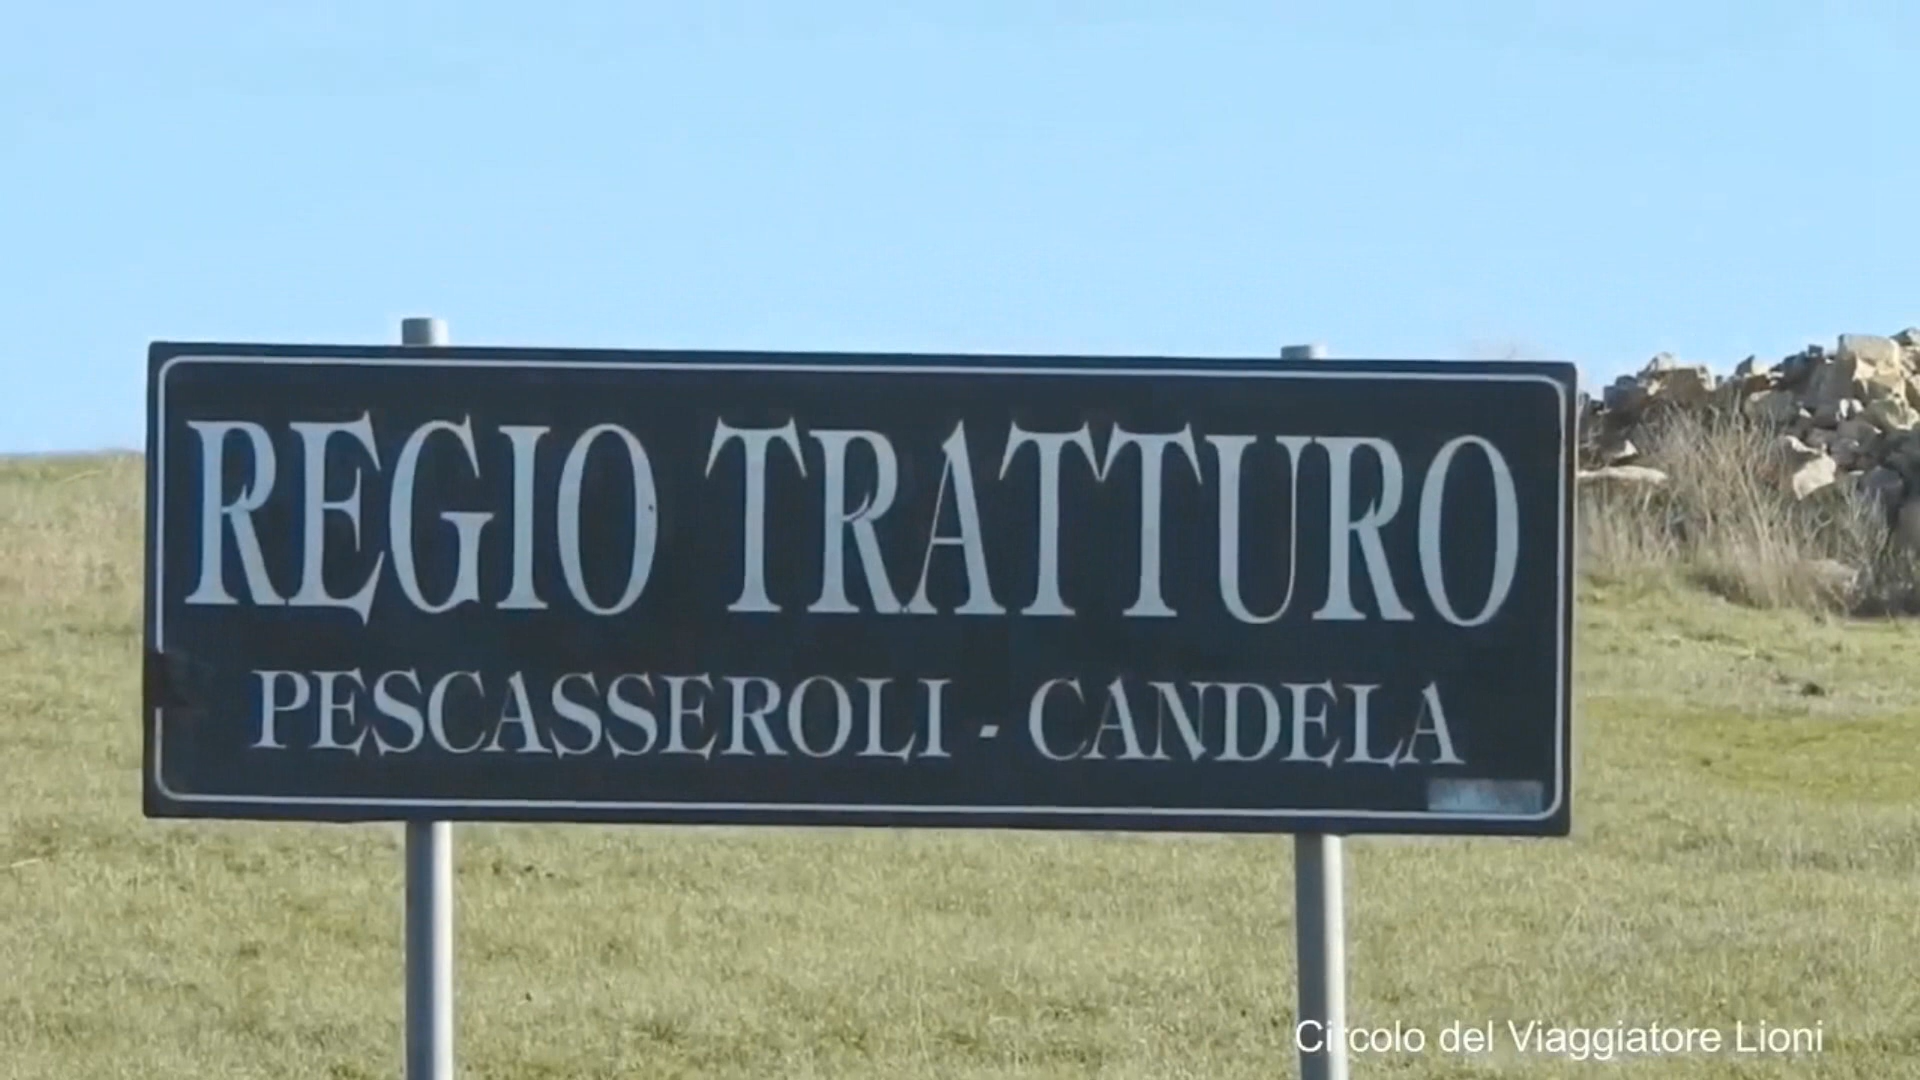 REGIO TRATTURO
PESCASSEROLI - CANDELA
Circolo del Viaggiatore Lioni